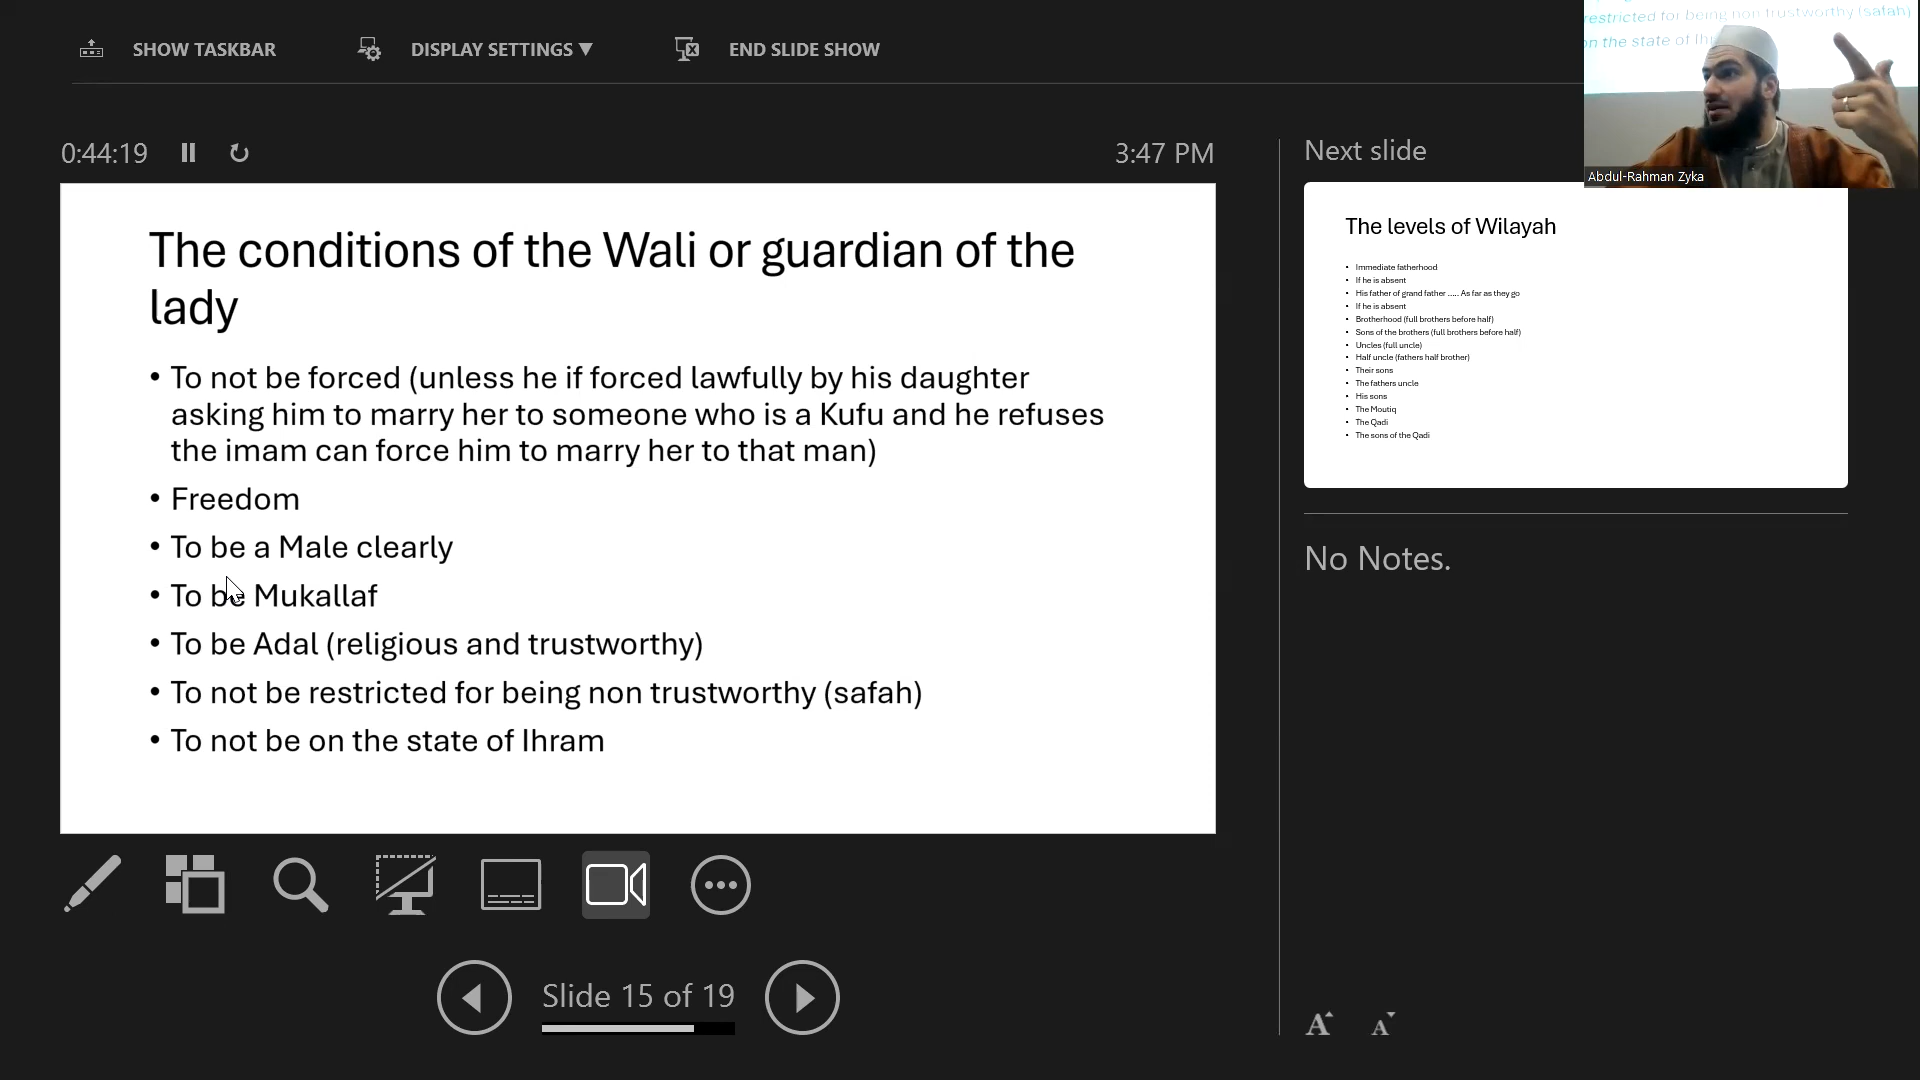 SHOW TASKBAR
DISPLAY SETTINGS ▼
END SLIDE SHOW
restricted for being non trustworthy (safah)
on the state of Ihr
Abdul-Rahman Zyka
0:44:19
3:47 PM
The conditions of the Wali or guardian of the
lady
• To not be forced (unless he if forced lawfully by his daughter
asking him to marry her to someone who is a Kufu and he refuses
the imam can force him to marry her to that man)
• Freedom
• To be a Male clearly
• To be Mukallaf
• To be Adal (religious and trustworthy)
• To not be restricted for being non trustworthy (safah)
• To not be on the state of Ihram
Slide 15 of 19
Next slide
The levels of Wilayah
• Immediate fatherhood
• If he is absent
• His father of grand father ..... As far as they go
• If he is absent
• Brotherhood (full brothers before half)
• Sons of the brothers (full brothers before half)
• Uncles (full uncle)
• Half uncle (fathers half brother)
• Their sons
• The fathers uncle
• His sons
• The Moutiq
• The Qadi
• The sons of the Qadi
No Notes.
A A